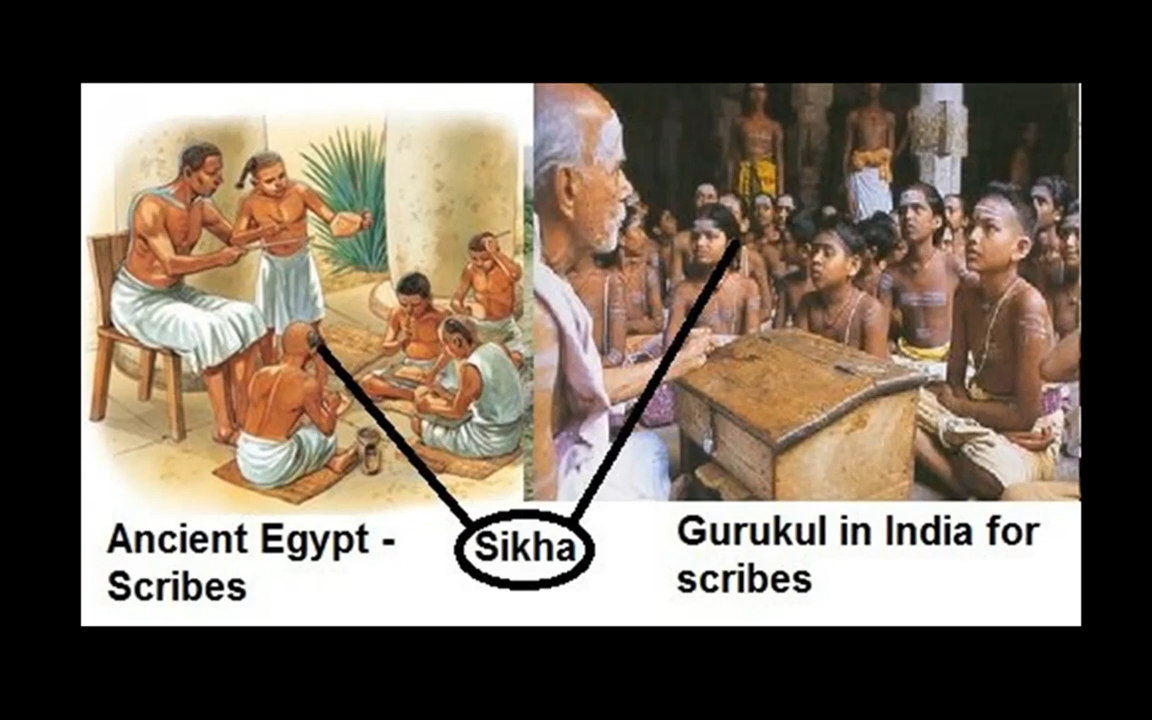 Ancient Egypt -
Scribes
Sikha
Gurukul in India for
scribes